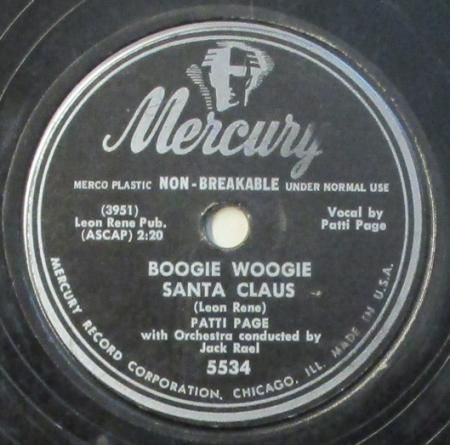 Mercury
MERCO PLASTIC NON-BREAKABLE UNDER NORMAL USE
(3951)
Leon Rene Pub.
(ASCAP) 2:20
Vocal by
Patti Page
BOOGIE WOOGIE
SANTA CLAUS
(Leon Rene)
PATTI PAGE
with Orchestra conducted by
Jack Rael
5534
MERCURY RECORD CORPORATION, CHICAGO, ILL. MADE IN U.S.A.